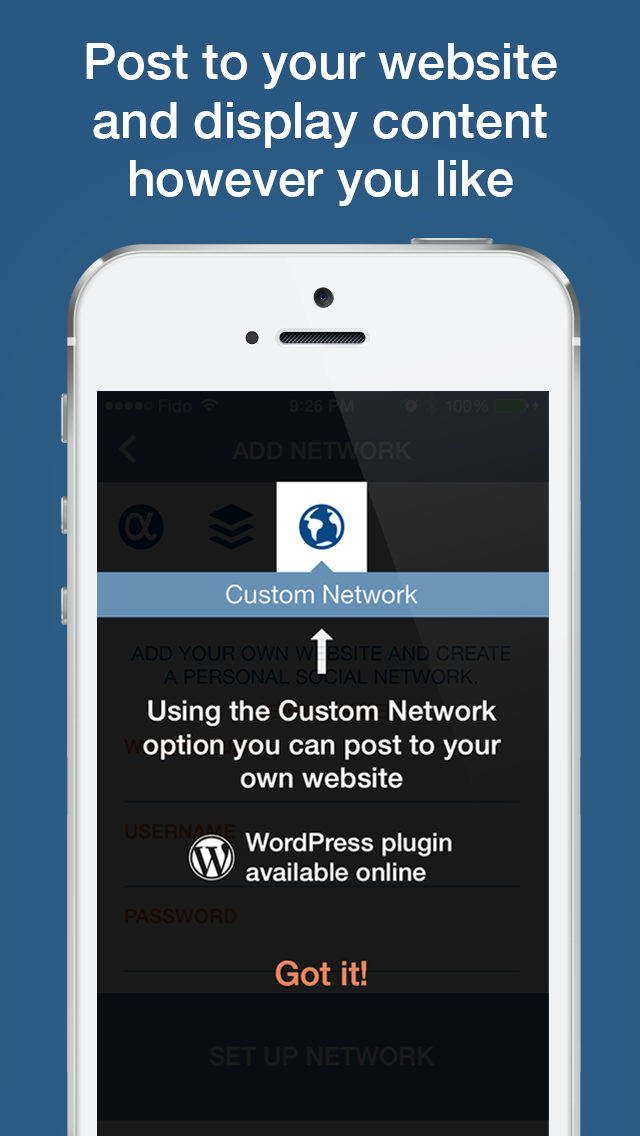 Post to your website
and display content
however you like
Fido 9:26 PM 100%
ADD NETWORK
Custom Network
ADD YOUR OWN WEBSITE AND CREATE
A PERSONAL SOCIAL NETWORK.
Using the Custom Network
option you can post to your
own website
USERNAME
WordPress plugin
available online
PASSWORD
Got it!
SET UP NETWORK